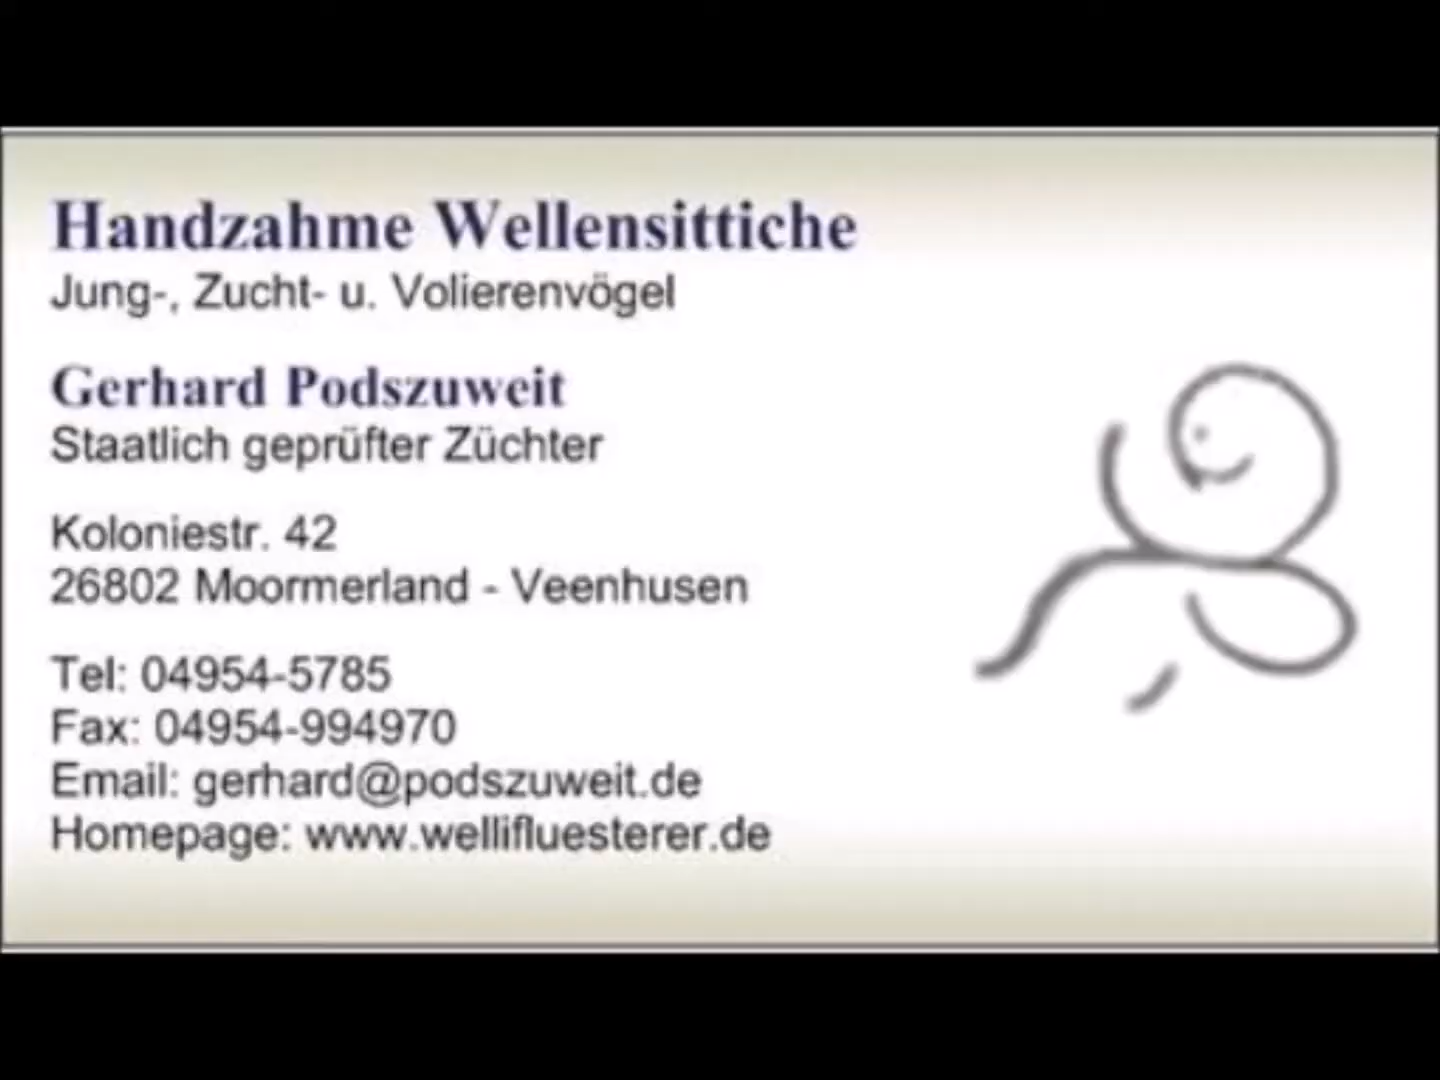 Handzahme Wellensittiche
Jung-, Zucht- u. Volierenvögel
Gerhard Podszuweit
Staatlich geprüfter Züchter
Koloniestr. 42
26802 Moormerland - Veenhusen
Tel: 04954-5785
Fax: 04954-994970
Email: gerhard@podszuweit.de
Homepage: www.wellifluesterer.de